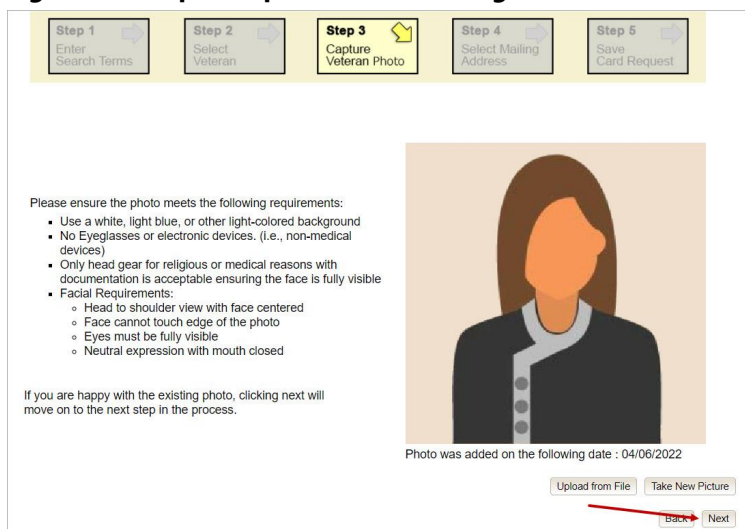 Step 1
Enter
Search Terms
Step 2
Select
Veteran
Step 3
Capture
Veteran Photo
Step 4
Select Mailing
Address
Step 5
Save
Card Request
Please ensure the photo meets the following requirements:
Use a white, light blue, or other light-colored background
No Eyeglasses or electronic devices. (i.e., non-medical
devices)
Only head gear for religious or medical reasons with
documentation is acceptable ensuring the face is fully visible
Facial Requirements:
Head to shoulder view with face centered
Face cannot touch edge of the photo
Eyes must be fully visible
Neutral expression with mouth closed
If you are happy with the existing photo, clicking next will
move on to the next step in the process.
Photo was added on the following date : 04/06/2022
Upload from File
Take New Picture
Back
Next